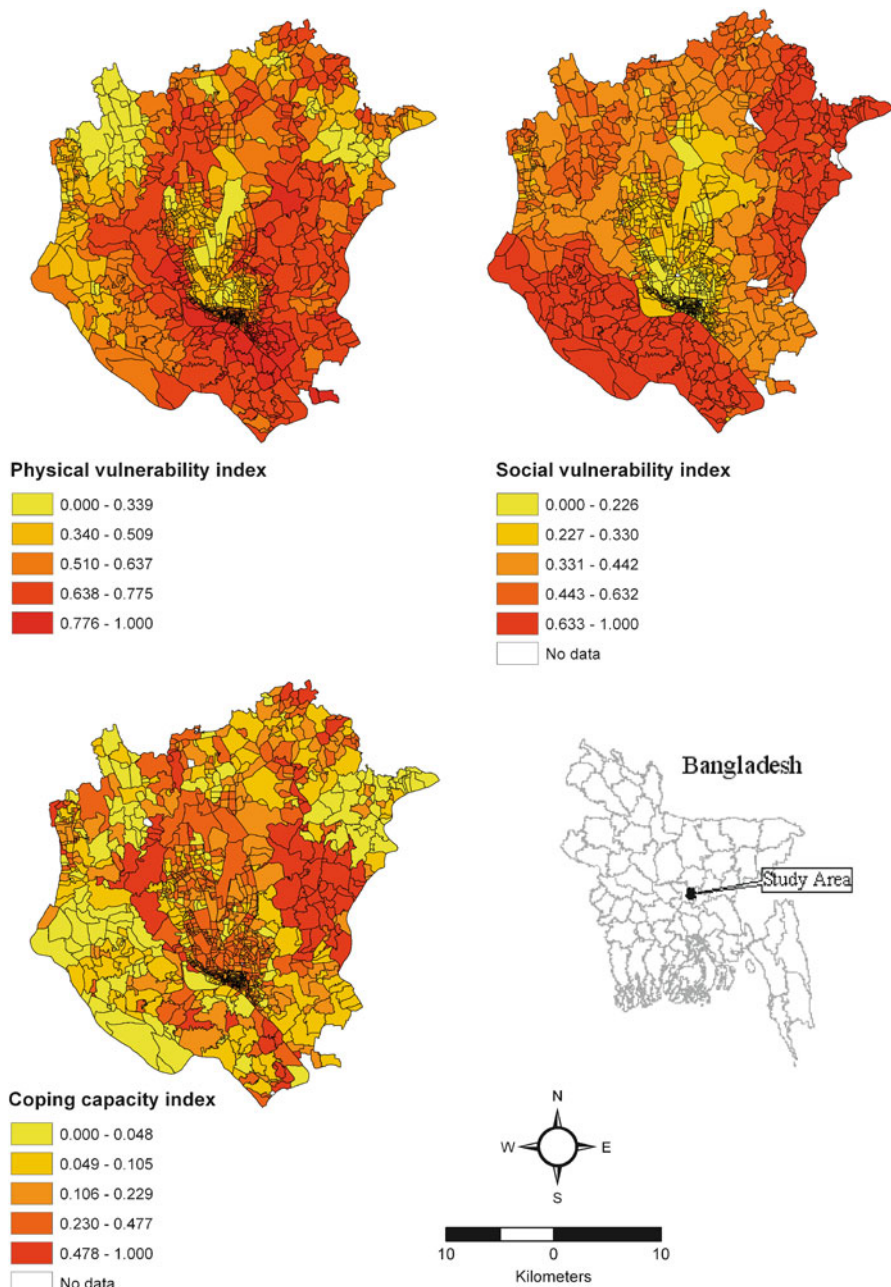 Physical vulnerability index
0.000 - 0.339
0.340 - 0.509
0.510 - 0.637
0.638 - 0.775
0.776 - 1.000
Social vulnerability index
0.000 - 0.226
0.227 - 0.330
0.331 - 0.442
0.443 - 0.632
0.633 - 1.000
No data
Coping capacity index
0.000 - 0.048
0.049 - 0.105
0.106 - 0.229
0.230 - 0.477
0.478 - 1.000
No data
Bangladesh
Study Area
N
W E
S
10 0 10
Kilometers